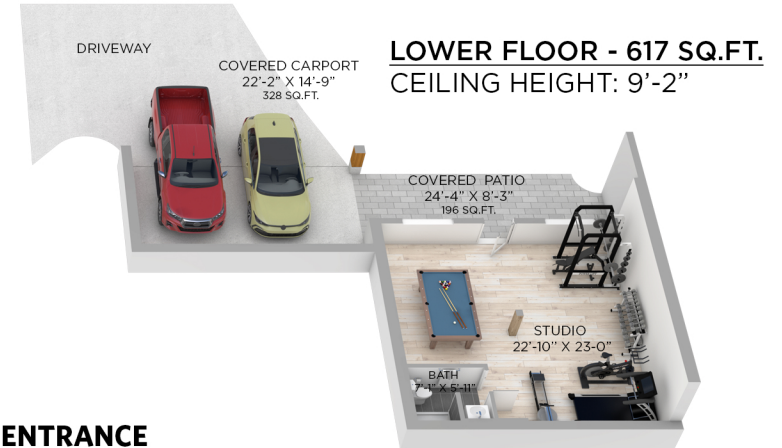 DRIVEWAY
COVERED CARPORT
22'-2" X 14'-9"
328 SQ.FT.
LOWER FLOOR - 617 SQ.FT.
CEILING HEIGHT: 9'-2"
COVERED PATIO
24'-4" X 8'-3"
196 SQ.FT.
STUDIO
22'-10" X 23-0"
BATH
7'-1" X 5'-11"
ENTRANCE